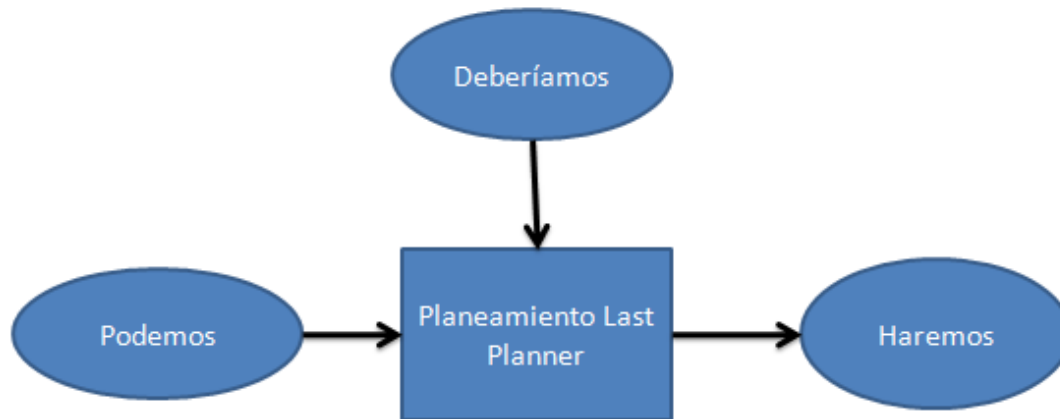 Deberíamos
Podemos
Planeamiento Last
Planner
Haremos